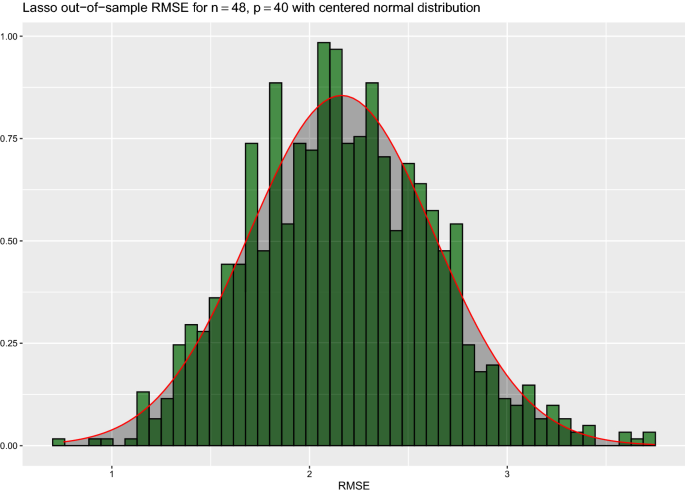 Lasso out−of−sample RMSE for n = 48, p = 40 with centered normal distribution
1.00
0.75
0.50
0.25
0.00
1 2 3
RMSE